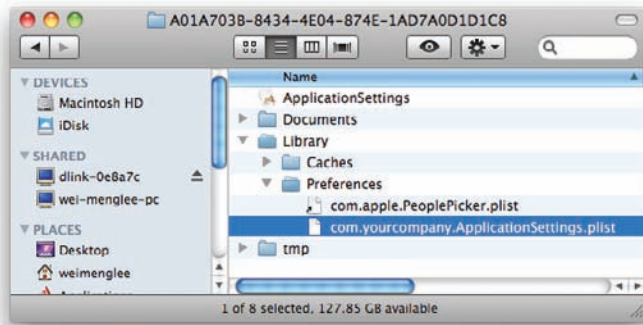 A01A703B-8434-4E04-874E-1AD7A0D1D1C8
DEVICES
Macintosh HD
iDisk
SHARED
dlink-0e8a7c
wei-menglee-pc
PLACES
Desktop
weimenglee
Applications
Name
ApplicationSettings
Documents
Library
Caches
Preferences
com.apple.PeoplePicker.plist
com.yourcompany.ApplicationSettings.plist
tmp
1 of 8 selected, 127.85 GB available